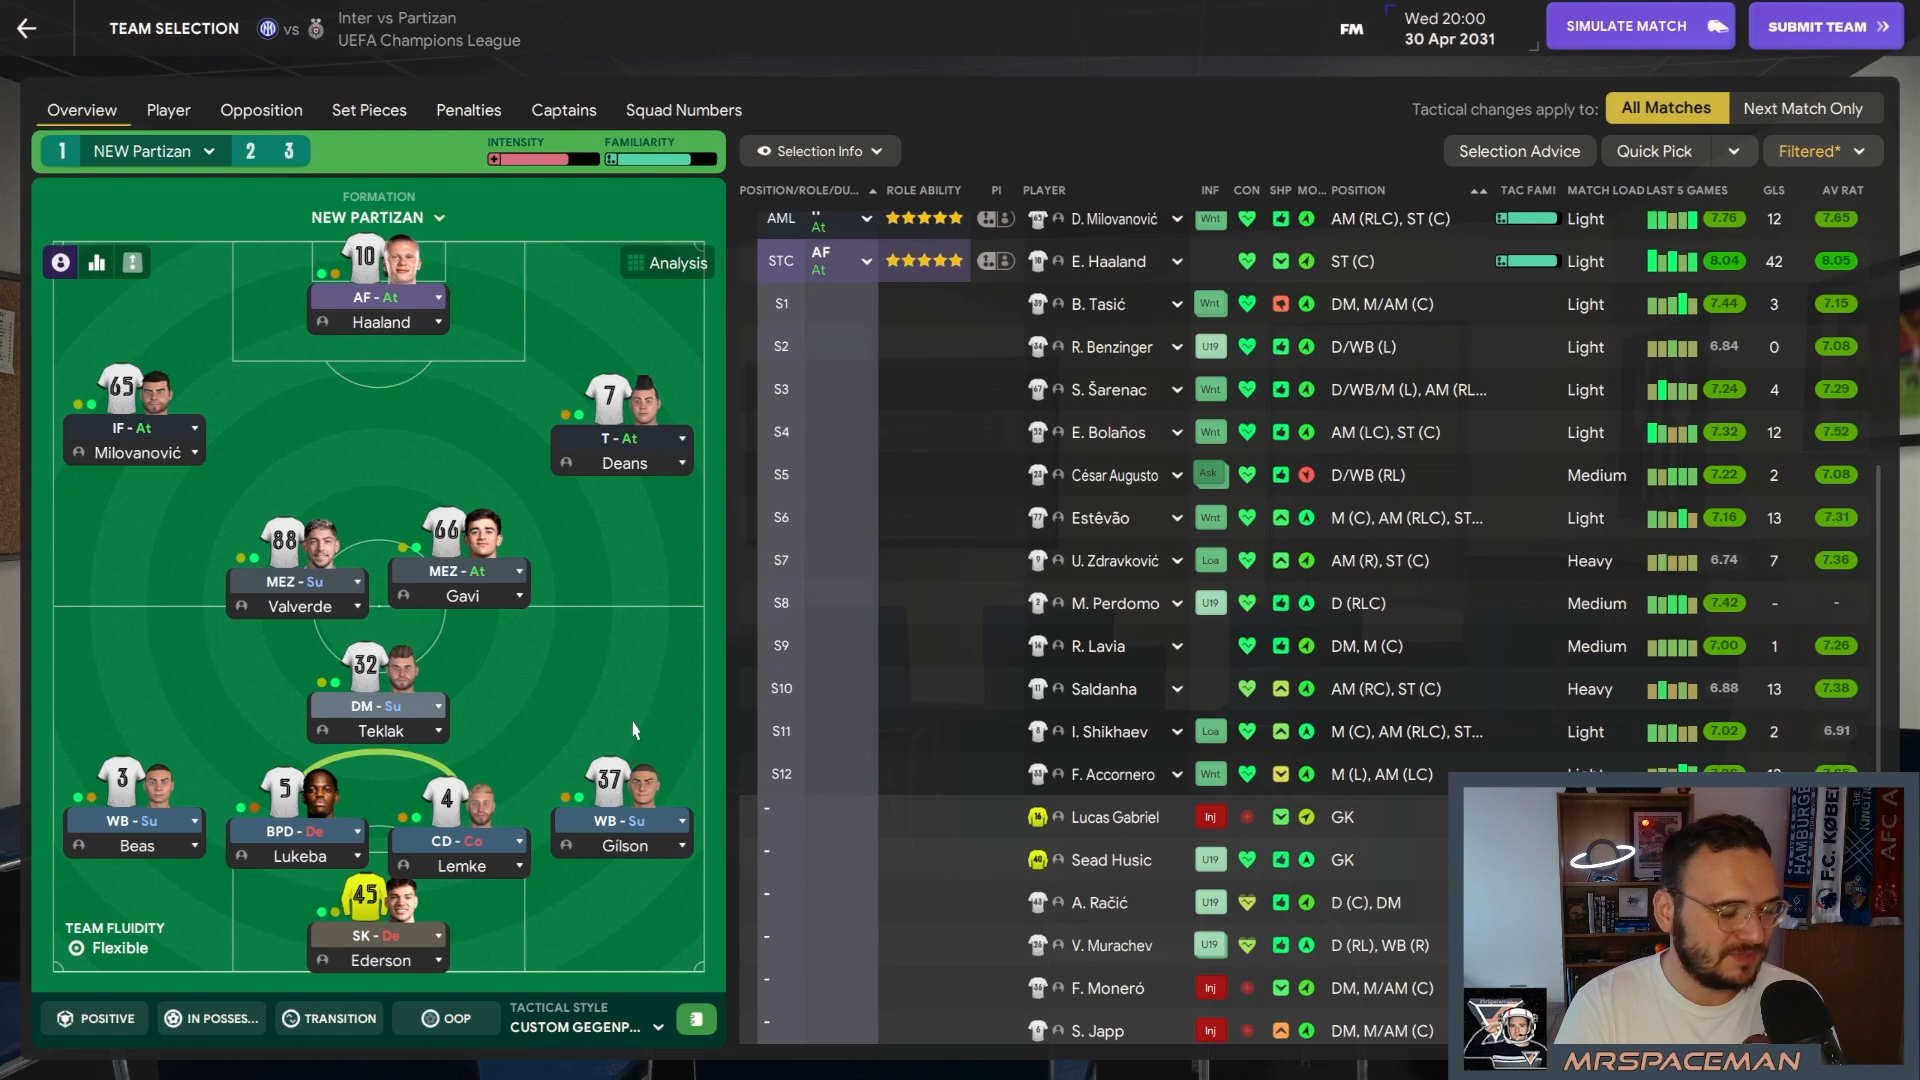 TEAM SELECTION
vs
Inter vs Partizan
UEFA Champions League
FM
Wed 20:00
30 Apr 2031
SIMULATE MATCH
SUBMIT TEAM
Overview
Player
Opposition
Set Pieces
Penalties
Captains
Squad Numbers
Tactical changes apply to:
All Matches
Next Match Only
1
NEW Partizan
2
3
INTENSITY
FAMILIARITY
Selection Info
Selection Advice
Quick Pick
Filtered*
FORMATION
NEW PARTIZAN
Analysis
10
AF - At
Haaland
65
IF - At
Milovanović
7
T - At
Deans
88
MEZ - Su
Valverde
66
MEZ - At
Gavi
32
DM - Su
Teklak
3
WB - Su
Beas
5
BPD - De
Lukeba
4
CD - Co
Lemke
37
WB - Su
Gílson
45
SK - De
Ederson
TEAM FLUIDITY
Flexible
POSITIVE
IN POSSES...
TRANSITION
OOP
TACTICAL STYLE
CUSTOM GEGENP...
POSITION/ROLE/DU... ROLE ABILITY PI PLAYER INF CON SHP MO... POSITION TAC FAMI MATCH LOAD LAST 5 GAMES GLS AV RAT
AML At D. Milovanović Wnt AM (RLC), ST (C) Light 7.76 12 7.65
STC AF At E. Haaland ST (C) Light 8.04 42 8.05
S1 B. Tasić Wnt DM, M/AM (C) Light 7.44 3 7.15
S2 R. Benzinger U19 D/WB (L) Light 6.84 0 7.08
S3 S. Šarenac Wnt D/WB/M (L), AM (RL... Light 7.24 4 7.29
S4 E. Bolaños Wnt AM (LC), ST (C) Light 7.32 12 7.52
S5 César Augusto Ask D/WB (RL) Medium 7.22 2 7.08
S6 Estêvão Wnt M (C), AM (RLC), ST... Light 7.16 13 7.31
S7 U. Zdravković Loa AM (R), ST (C) Heavy 6.74 7 7.36
S8 M. Perdomo U19 D (RLC) Medium 7.42 - -
S9 R. Lavia DM, M (C) Medium 7.00 1 7.26
S10 Saldanha AM (RC), ST (C) Heavy 6.88 13 7.38
S11 I. Shikhaev Loa M (C), AM (RLC), ST... Light 7.02 2 6.91
S12 F. Accornero Wnt M (L), AM (LC)
- Lucas Gabriel Inj GK
- Sead Husic U19 GK
- A. Račić U19 D (C), DM
- V. Murachev U19 D (RL), WB (R)
- F. Moneró Inj DM, M/AM (C)
- S. Japp Inj DM, M/AM (C)
HAMBURGER
F.C. KØBEN
AFC A
MRSPACEMAN